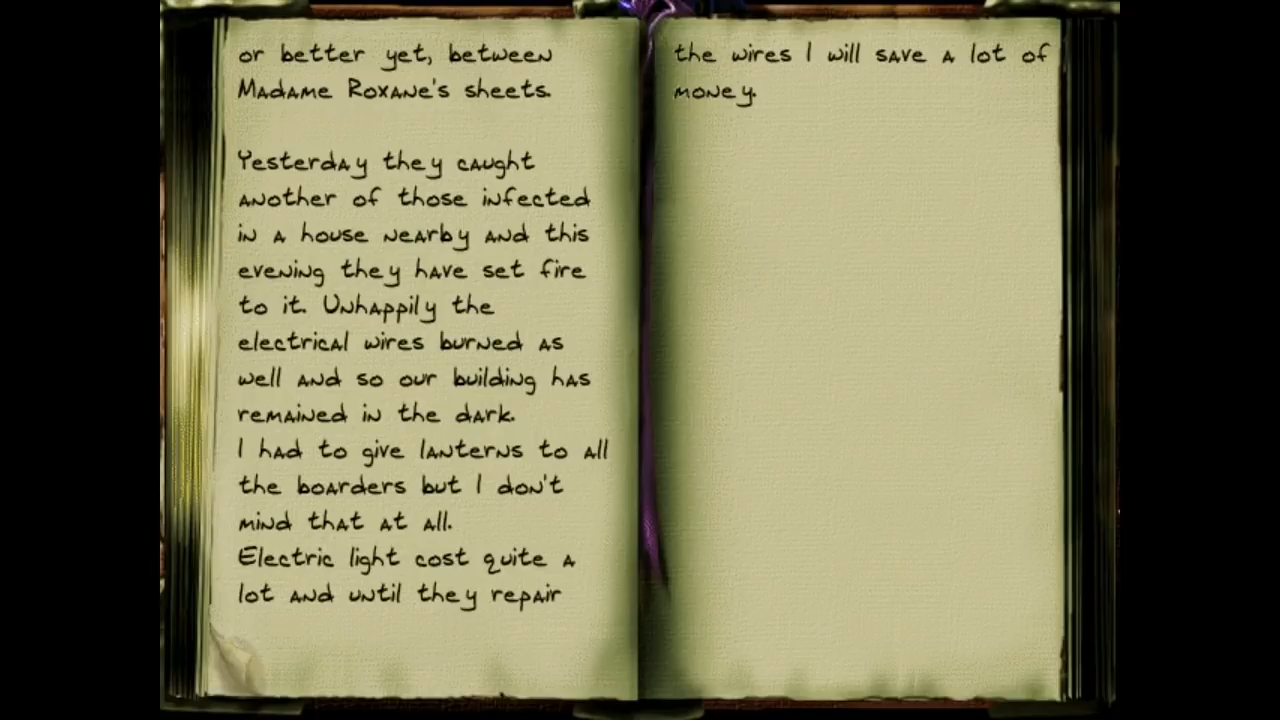 or better yet, between
Madame Roxane's sheets.
Yesterday they caught
another of those infected
in a house nearby and this
evening they have set fire
to it. Unhappily the
electrical wires burned as
well and so our building has
remained in the dark.
I had to give lanterns to all
the boarders but I don't
mind that at all.
Electric light cost quite a
lot and until they repair
the wires I will save a lot of
money.